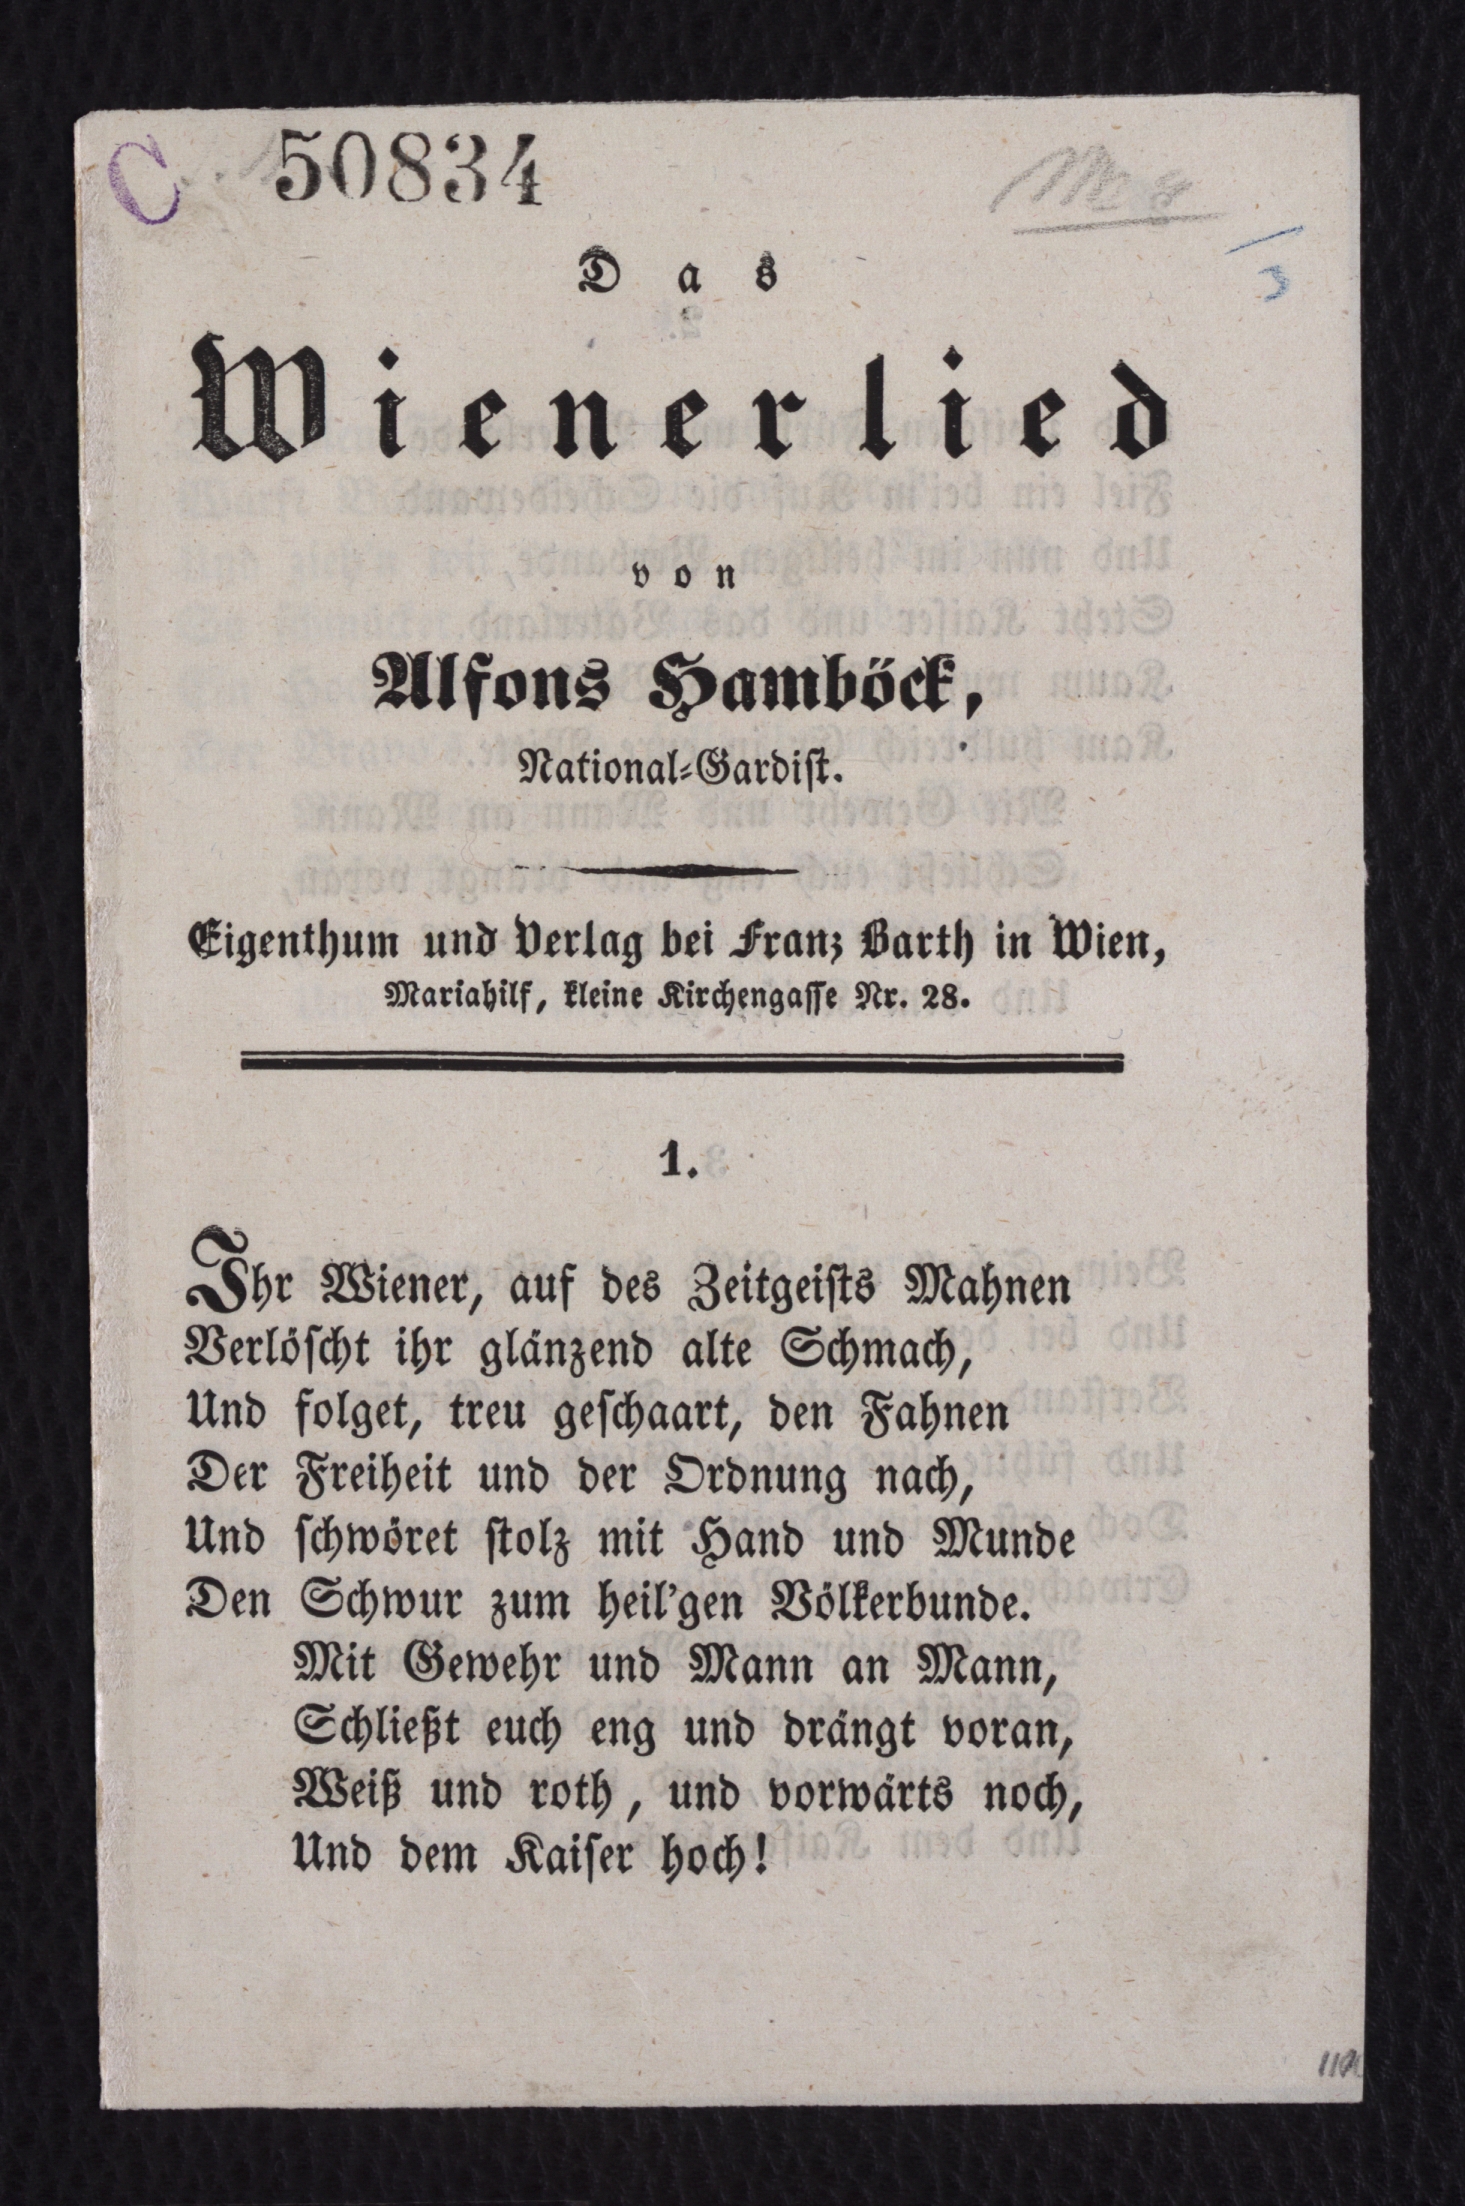 C 50834
3
Das
Wienerlied
von
Alfons Hamböck,
National-Gardist.
Eigenthum und Verlag bei Franz Barth in Wien,
Mariahilf, kleine Kirchengasse Nr. 28.
1.
Ihr Wiener, auf des Zeitgeists Mahnen
Verlöscht ihr glänzend alte Schmach,
Und folget, treu geschaart, den Fahnen
Der Freiheit und der Ordnung nach,
Und schwöret stolz mit Hand und Munde
Den Schwur zum heil'gen Völkerbunde.
Mit Gewehr und Mann an Mann,
Schließt euch eng und drängt voran,
Weiß und roth, und vorwärts noch,
Und dem Kaiser hoch!